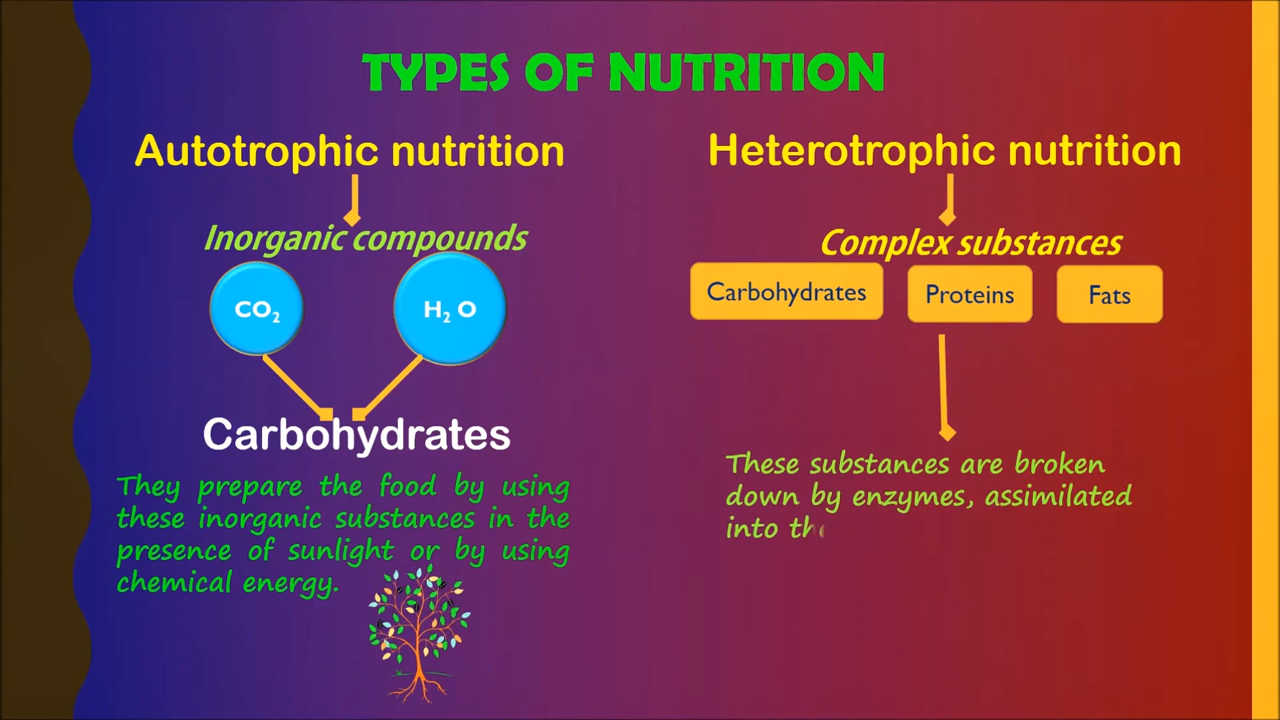 TYPES OF NUTRITION
Autotrophic nutrition
Inorganic compounds
CO₂
H₂ O
Carbohydrates
They prepare the food by using
these inorganic substances in the
presence of sunlight or by using
chemical energy.
Heterotrophic nutrition
Complex substances
Carbohydrates
Proteins
Fats
These substances are broken
down by enzymes, assimilated
into